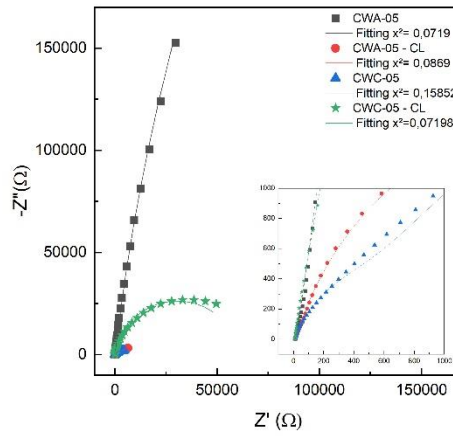 CWA-05
Fitting x²= 0,0719
CWA-05 - CL
Fitting x²= 0,0869
CWC-05
Fitting x²= 0,15852
CWC-05 - CL
Fitting x²=0,07198
150000
100000
50000
0
-Z''(Ω)
0
50000
100000
150000
Z' (Ω)
1000
800
600
400
200
0
0
200
400
600
800
1000